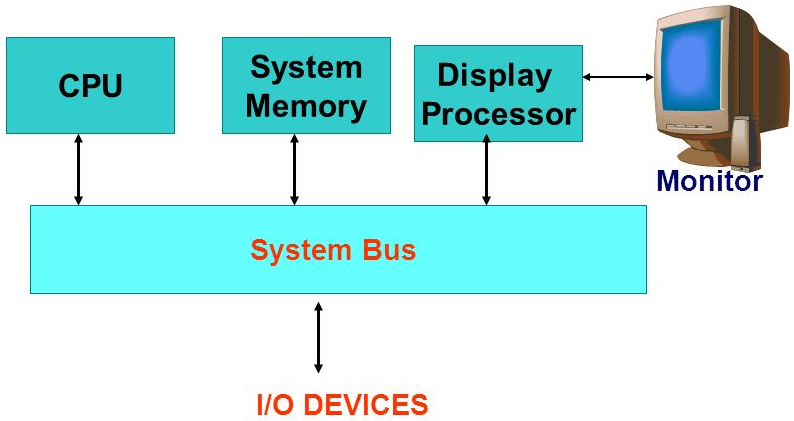 CPU
System
Memory
Display
Processor
Monitor
System Bus
I/O DEVICES